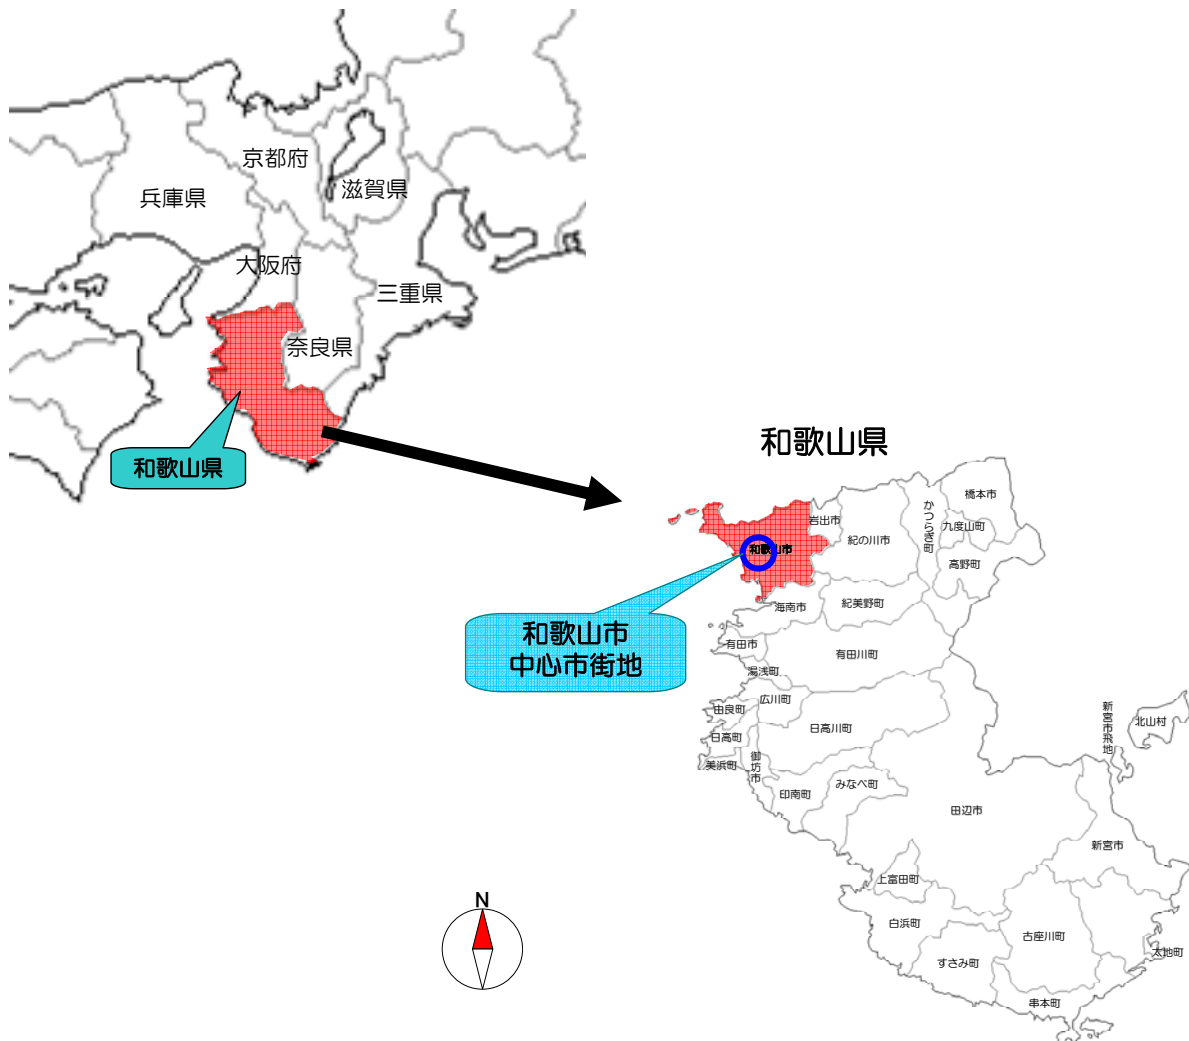 京都府
滋賀県
兵庫県
大阪府
三重県
奈良県
和歌山県
和歌山県
橋本市
かつらぎ町
岩出市
九度山町
紀の川市
和歌山市
高野町
海南市
紀美野町
和歌山市
中心市街地
有田市
有田川町
湯浅町
広川町
由良町
新宮市飛地
北山村
日高川町
日高町
御坊市
美浜町
みなべ町
印南町
田辺市
新宮市
上富田町
N
白浜町
古座川町
太地町
すさみ町
串本町